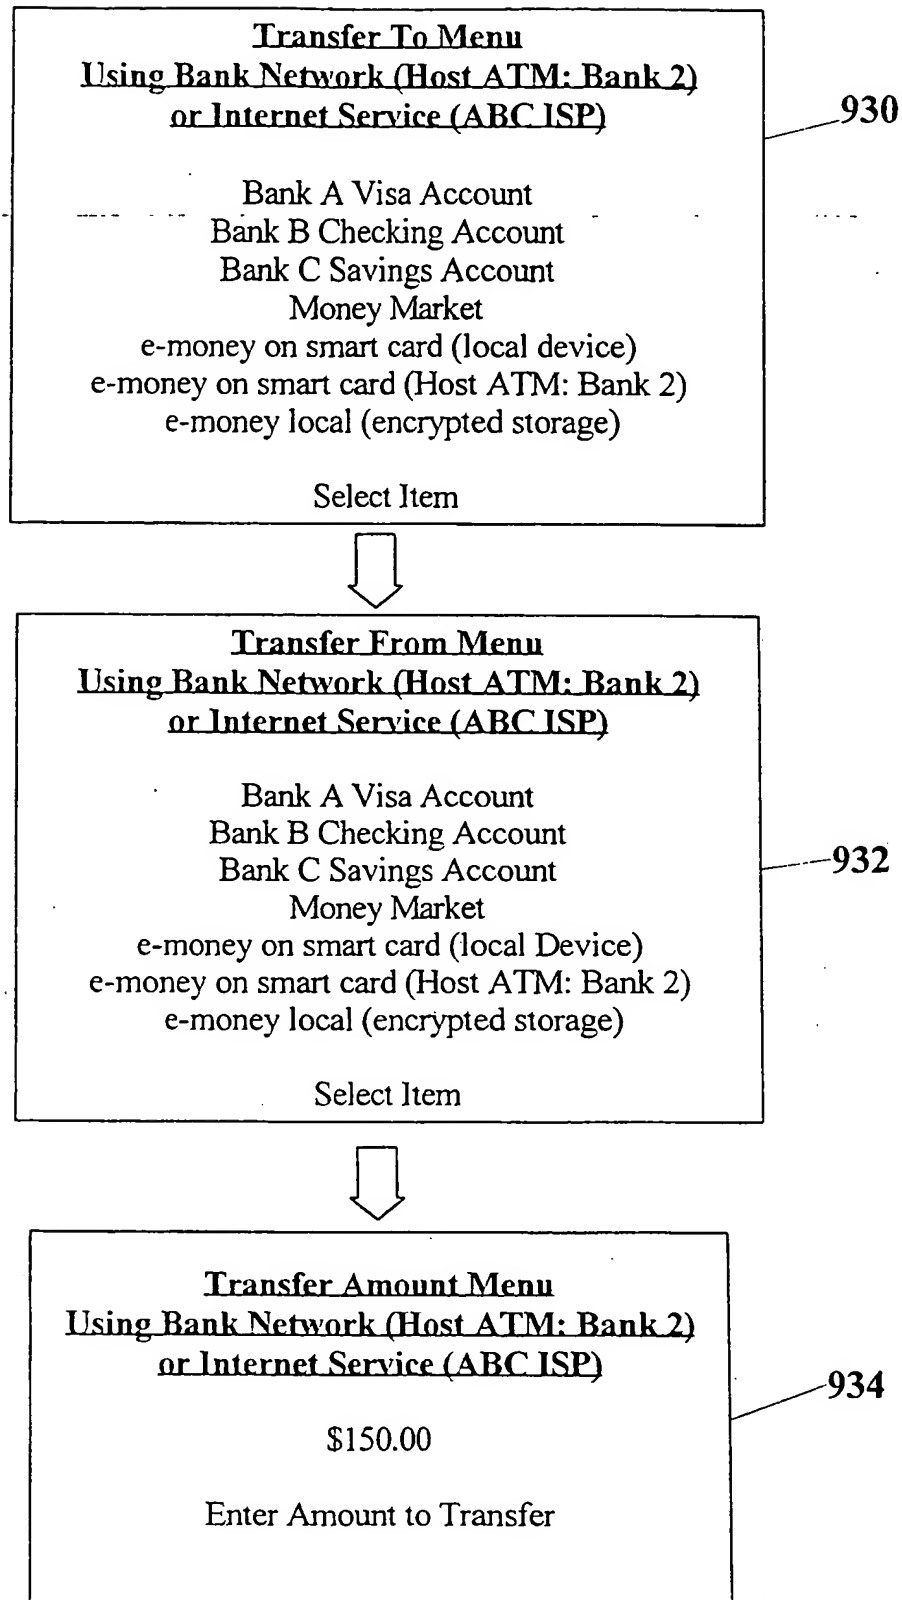 Transfer To Menu
Using Bank Network (Host ATM: Bank 2)
or Internet Service (ABC ISP)
930
Bank A Visa Account
Bank B Checking Account
Bank C Savings Account
Money Market
e-money on smart card (local device)
e-money on smart card (Host ATM: Bank 2)
e-money local (encrypted storage)
Select Item
Transfer From Menu
Using Bank Network (Host ATM: Bank 2)
or Internet Service (ABC ISP)
Bank A Visa Account
Bank B Checking Account
932
Bank C Savings Account
Money Market
e-money on smart card (local Device)
e-money on smart card (Host ATM: Bank 2)
e-money local (encrypted storage)
Select Item
Transfer Amount Menu
Using Bank Network (Host ATM: Bank 2)
or Internet Service (ABC ISP)
934
$150.00
Enter Amount to Transfer